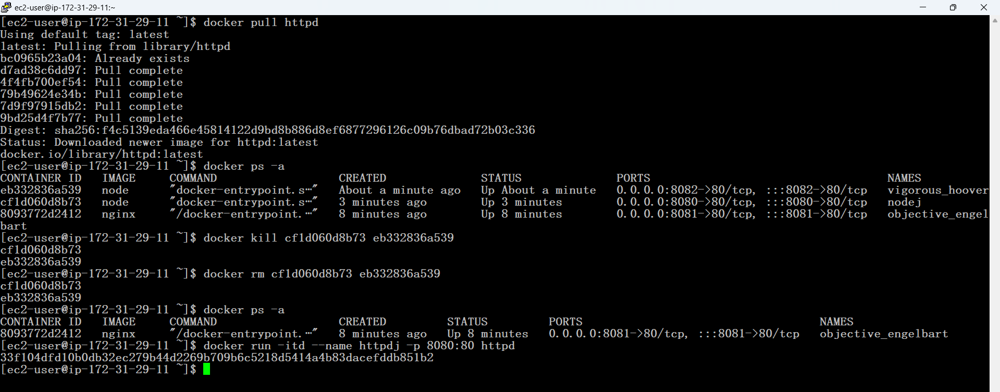 ec2-user@ip-172-31-29-11:~
[ec2-user@ip-172-31-29-11 ~]$ docker pull httpd
Using default tag: latest
latest: Pulling from library/httpd
bc0965b23a04: Already exists
d7ad38c6dd97: Pull complete
4f4fb700ef54: Pull complete
79b49624e34b: Pull complete
7d9f97915db2: Pull complete
9bd25d4f7b77: Pull complete
Digest: sha256:f4c5139eda466e45814122d9bd8b886d8ef6877296126c09b76dbad72b03c336
Status: Downloaded newer image for httpd:latest
docker.io/library/httpd:latest
[ec2-user@ip-172-31-29-11 ~]$ docker ps -a
CONTAINER ID   IMAGE     COMMAND                  CREATED              STATUS              PORTS                                   NAMES
eb332836a539   node      "docker-entrypoint.s…"   About a minute ago   Up About a minute   0.0.0.0:8082->80/tcp, :::8082->80/tcp   vigorous_hoover
cf1d060d8b73   node      "docker-entrypoint.s…"   3 minutes ago        Up 3 minutes        0.0.0.0:8080->80/tcp, :::8080->80/tcp   nodej
8093772d2412   nginx     "/docker-entrypoint.…"   8 minutes ago        Up 8 minutes        0.0.0.0:8081->80/tcp, :::8081->80/tcp   objective_engel
bart
[ec2-user@ip-172-31-29-11 ~]$ docker kill cf1d060d8b73 eb332836a539
cf1d060d8b73
eb332836a539
[ec2-user@ip-172-31-29-11 ~]$ docker rm cf1d060d8b73 eb332836a539
cf1d060d8b73
eb332836a539
[ec2-user@ip-172-31-29-11 ~]$ docker ps -a
CONTAINER ID   IMAGE     COMMAND                  CREATED         STATUS         PORTS                                   NAMES
8093772d2412   nginx     "/docker-entrypoint.…"   8 minutes ago   Up 8 minutes   0.0.0.0:8081->80/tcp, :::8081->80/tcp   objective_engelbart
[ec2-user@ip-172-31-29-11 ~]$ docker run -itd --name httpdj -p 8080:80 httpd
33f104dfd10b0db32ec279b44d2269b709b6c5218d5414a4b83dacefddb851b2
[ec2-user@ip-172-31-29-11 ~]$